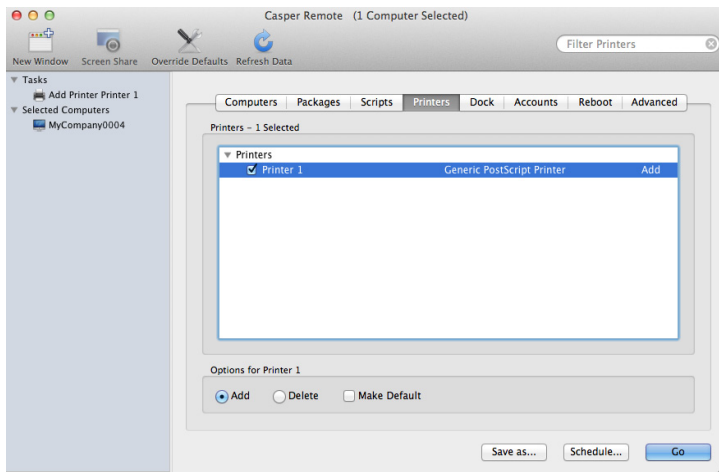 Casper Remote (1 Computer Selected)
New Window Screen Share Override Defaults Refresh Data
Filter Printers
Tasks
Add Printer Printer 1
Selected Computers
MyCompany0004
Computers Packages Scripts Printers Dock Accounts Reboot Advanced
Printers – 1 Selected
Printers
Printer 1 Generic PostScript Printer Add
Options for Printer 1
Add Delete Make Default
Save as... Schedule... Go